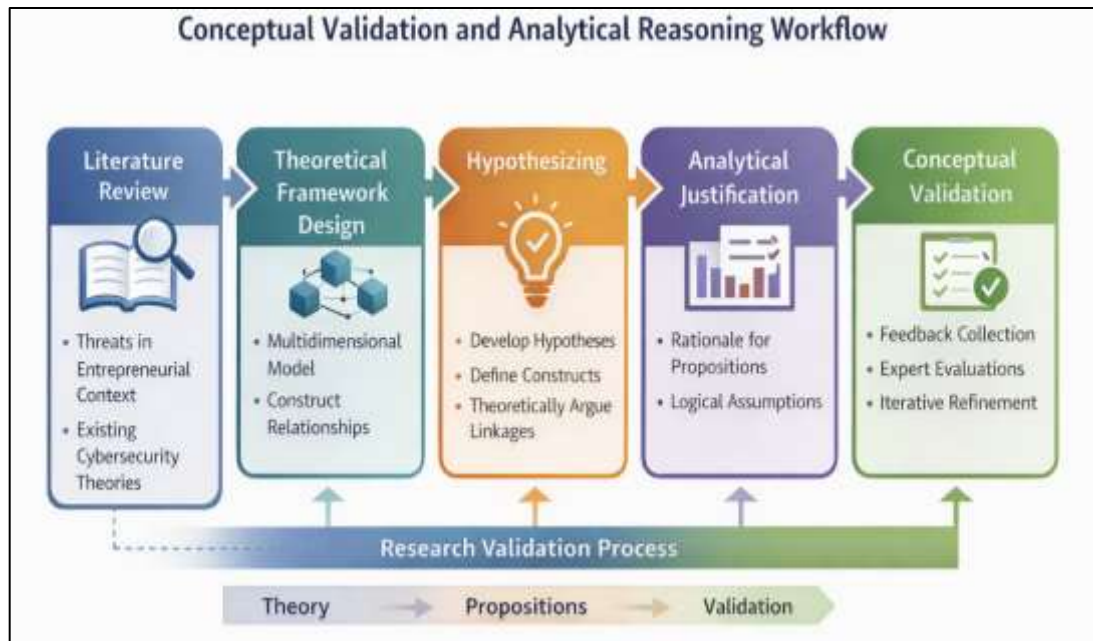 Conceptual Validation and Analytical Reasoning Workflow
Literature
Review
• Threats in
Entrepreneurial
Context
• Existing
Cybersecurity
Theories
Theoretical
Framework
Design
• Multidimensional
Model
• Construct
Relationships
Hypothesizing
• Develop Hypotheses
• Define Constructs
• Theoretically Argue
Linkages
Analytical
Justification
• Rationale for
Propositions
• Logical Assumptions
Conceptual
Validation
• Feedback Collection
• Expert Evaluations
• Iterative Refinement
Research Validation Process
Theory
Propositions
Validation